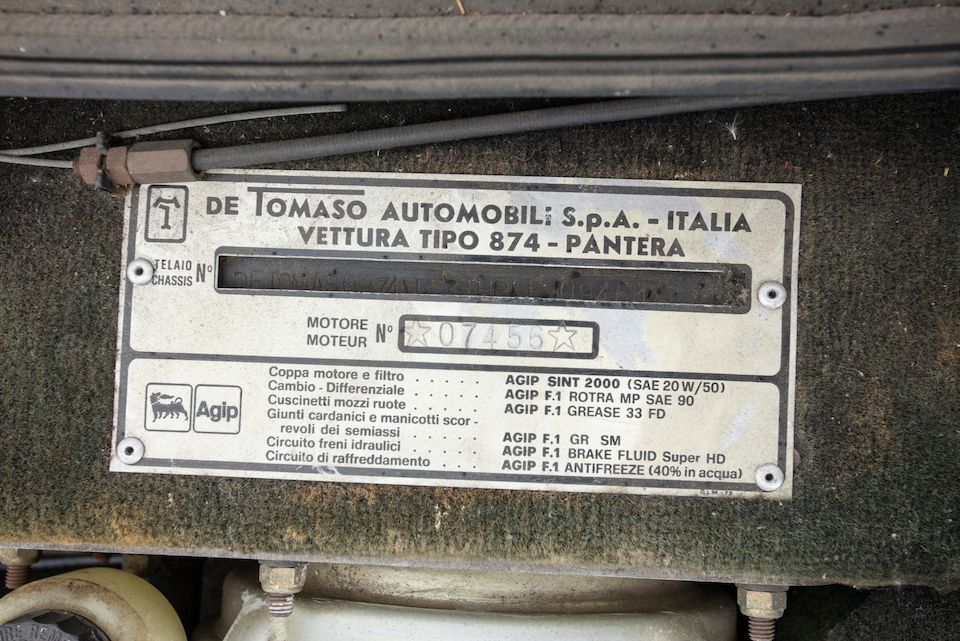 DE TOMASO AUTOMOBILI S.p.A. - ITALIA
VETTURA TIPO 874 - PANTERA
TELAIO
CHASSIS N°
MOTORE
MOTEUR N° ☆07456☆
Coppa motore e filtro . . . . . . AGIP SINT 2000 (SAE 20 W/50)
Cambio - Differenziale . . . . . . AGIP F.1 ROTRA MP SAE 90
Cuscinetti mozzi ruote . . . . . . AGIP F.1 GREASE 33 FD
Giunti cardanici e manicotti scor-
revoli dei semiassi . . . . . AGIP F.1 GR SM
Circuito freni idraulici . . . . . AGIP F.1 BRAKE FLUID Super HD
Circuito di raffreddamento . . . . AGIP F.1 ANTIFREEZE (40% in acqua)
Agip